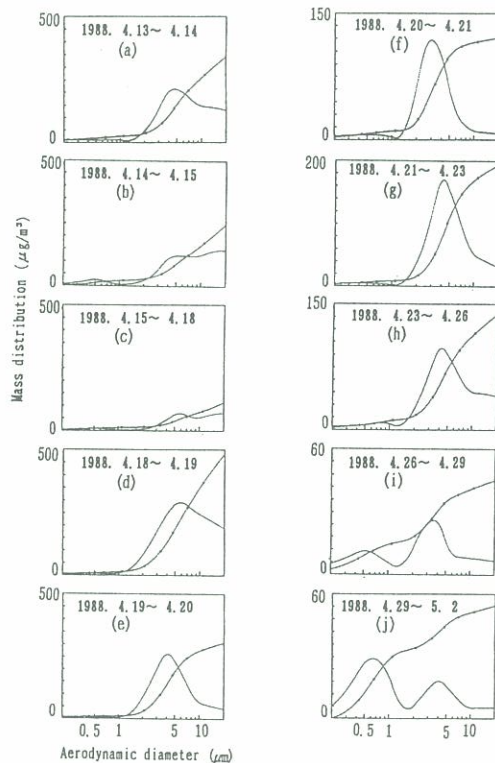 500
1988. 4.13~ 4.14
(a)
0
500
1988. 4.14~ 4.15
(b)
0
500
1988. 4.15~ 4.18
(c)
0
500
1988. 4.18~ 4.19
(d)
0
500
1988. 4.19~ 4.20
(e)
0
0.5 1 5 10
Mass distribution (μg/m³)
Aerodynamic diameter (μm)
150
1988. 4.20~ 4.21
(f)
0
200
1988. 4.21~ 4.23
(g)
0
150
1988. 4.23~ 4.26
(h)
0
60
1988. 4.26~ 4.29
(i)
0
60
1988. 4.29~ 5. 2
(j)
0
0.5 1 5 10